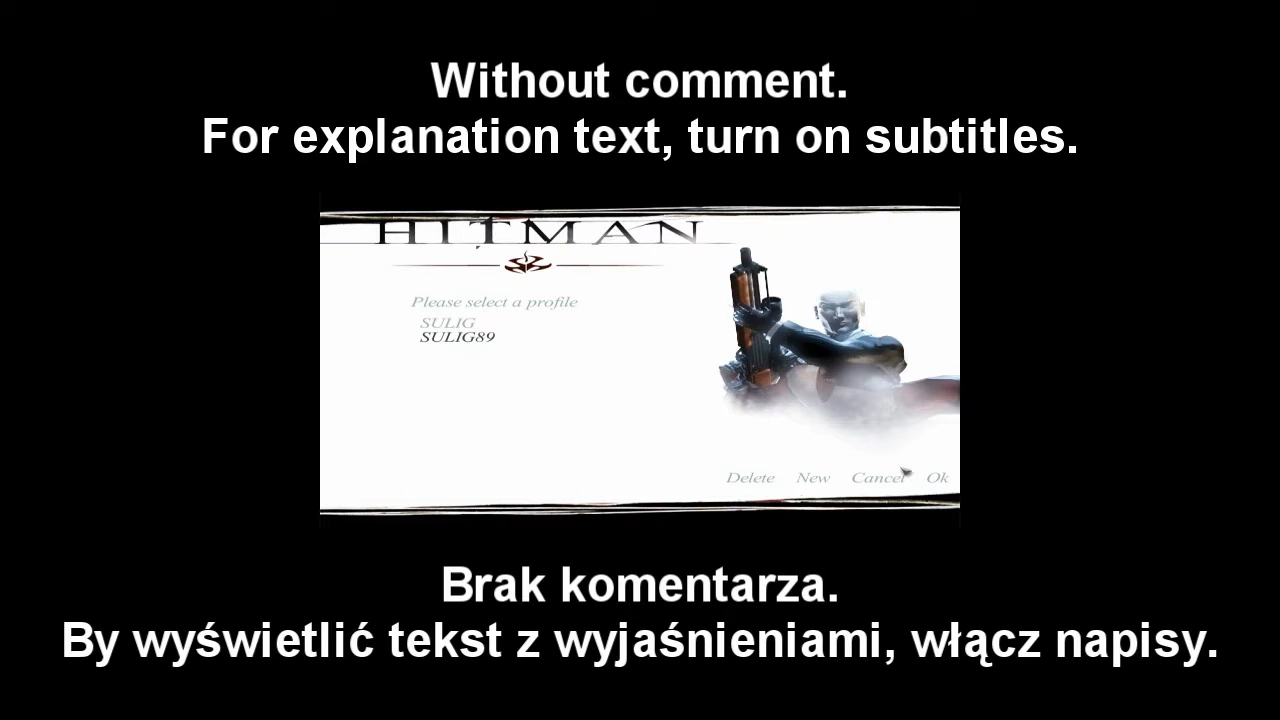 Without comment.
For explanation text, turn on subtitles.
HITMAN
Please select a profile
SULIG
SULIG89
Delete New Cancel Ok
Brak komentarza.
By wyświetlić tekst z wyjaśnieniami, włącz napisy.